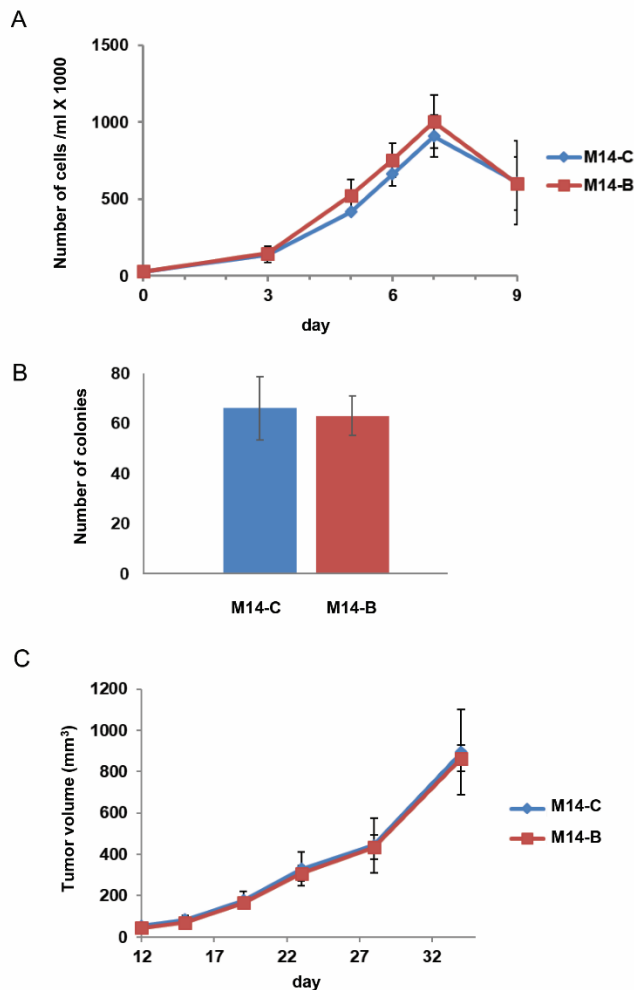 A
Number of cells /ml X 1000
1500
1000
500
0
0 3 6 9
day
M14-C
M14-B
B
Number of colonies
80
60
40
20
0
M14-C M14-B
C
Tumor volume (mm³)
1200
1000
800
600
400
200
0
12 17 22 27 32
day
M14-C
M14-B